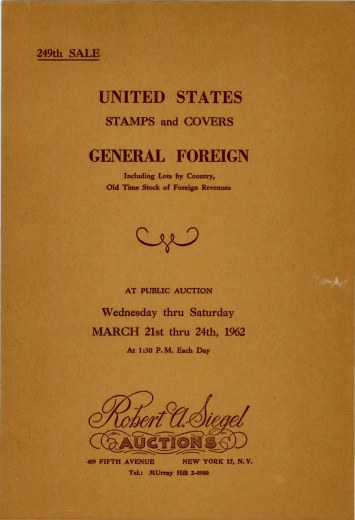 249th SALE
UNITED STATES
STAMPS and COVERS
GENERAL FOREIGN
Including Lots by Country,
Old Time Stock of Foreign Revenues
AT PUBLIC AUCTION
Wednesday thru Saturday
MARCH 21st thru 24th, 1962
At 1:30 P. M. Each Day
Robert A. Siegel
AUCTIONS
489 FIFTH AVENUE NEW YORK 17, N. Y.
Tel.: MUrray Hill 2-0980